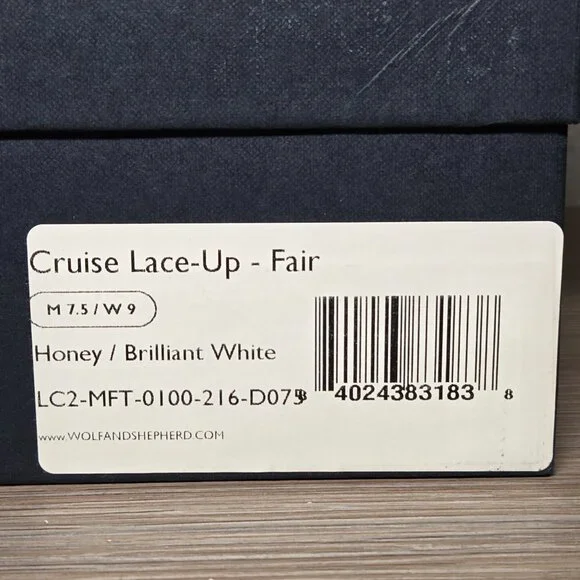 Cruise Lace-Up - Fair
M 7.5 / W 9
Honey / Brilliant White
LC2-MFT-0100-216-D075
8 4024383183 8
www.WOLFANDSHEPHERD.COM